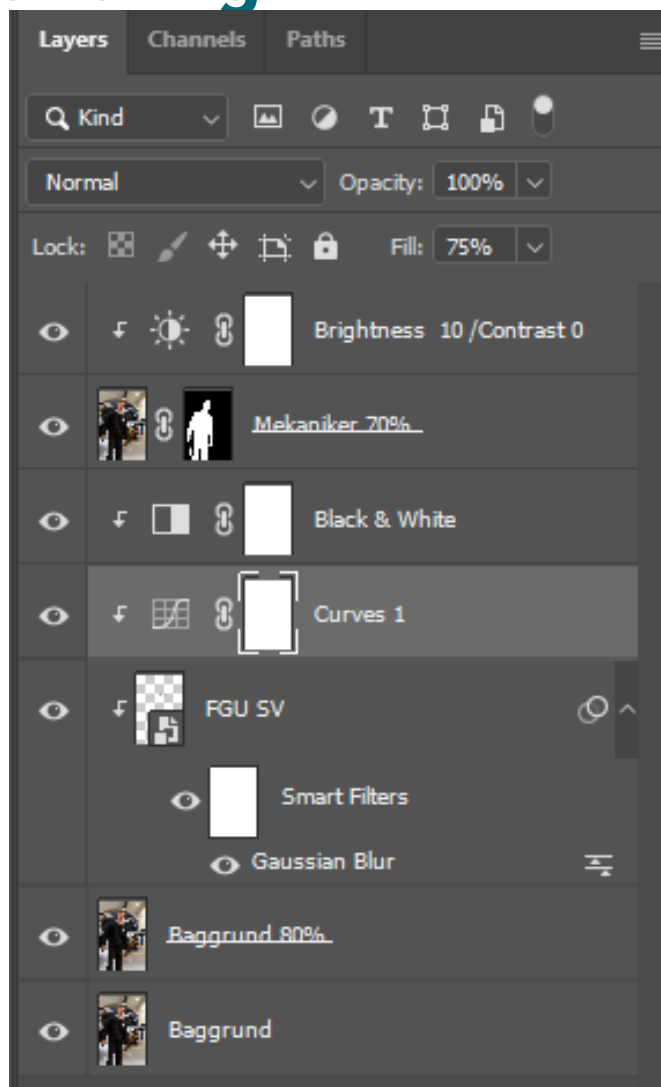 Layers Channels Paths
Kind
Normal Opacity: 100%
Lock: Fill: 75%
Brightness 10 /Contrast 0
Mekaniker 70%
Black & White
Curves 1
FGU SV
Smart Filters
Gaussian Blur
Baggrund 80%
Baggrund